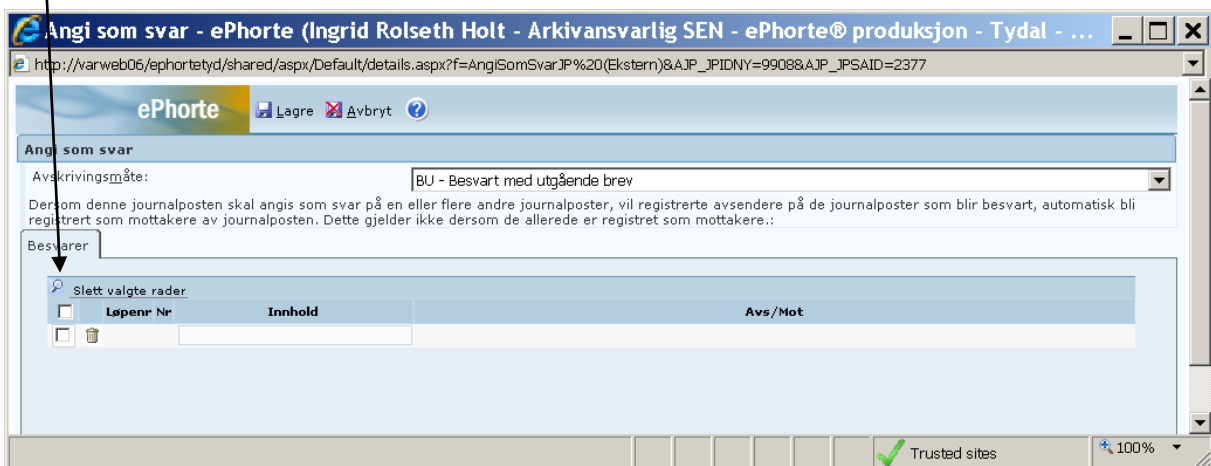 Angi som svar - ePhorte (Ingrid Rolseth Holt - Arkivansvarlig SEN - ePhorte® produksjon - Tydal - ...
http://varweb06/ephortetyd/shared/aspx/Default/details.aspx?f=AngiSomSvarJP%20(Ekstern)&AJP_JPIDNY=9908&AJP_JPSAID=2377
ePhorte Lagre Avbryt ?
Angi som svar
Avskrivingsmåte: BU - Besvart med utgående brev
Dersom denne journalposten skal angis som svar på en eller flere andre journalposter, vil registrerte avsendere på de journalposter som blir besvart, automatisk bli
registrert som mottakere av journalposten. Dette gjelder ikke dersom de allerede er registret som mottakere.:
Besvarer
Slett valgte rader
Løpenr Nr Innhold Avs/Mot
Trusted sites 100%